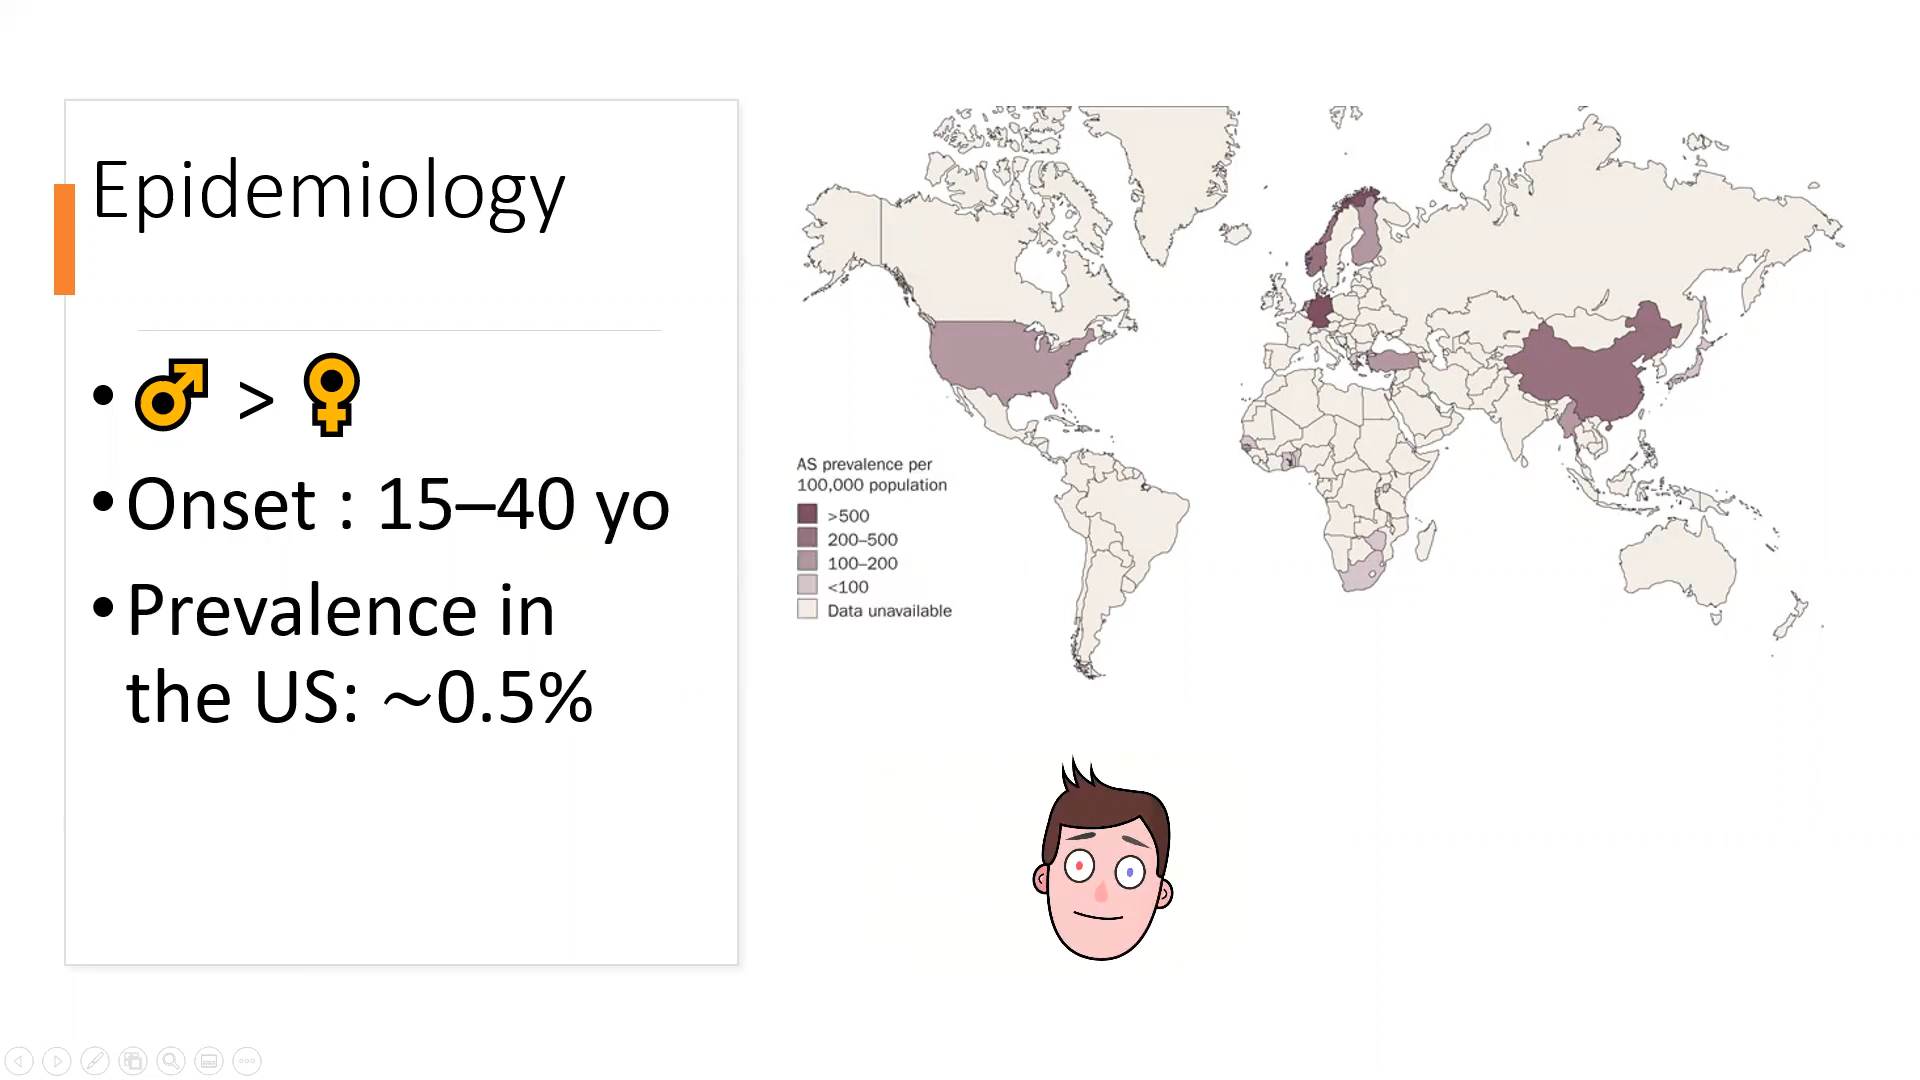 Epidemiology
• ♂ > ♀
• Onset : 15–40 yo
• Prevalence in
the US: ~0.5%
AS prevalence per
100,000 population
>500
200–500
100–200
<100
Data unavailable